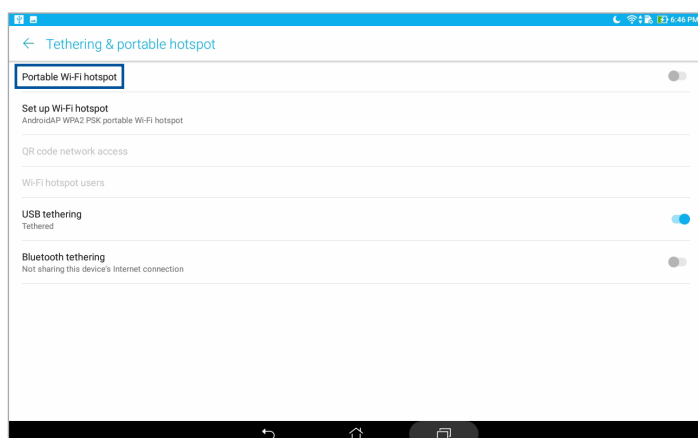 6:46 PM
Tethering & portable hotspot
Portable Wi-Fi hotspot
Set up Wi-Fi hotspot
AndroidAP WPA2 PSK portable Wi-Fi hotspot
QR code network access
Wi-Fi hotspot users
USB tethering
Tethered
Bluetooth tethering
Not sharing this device's Internet connection